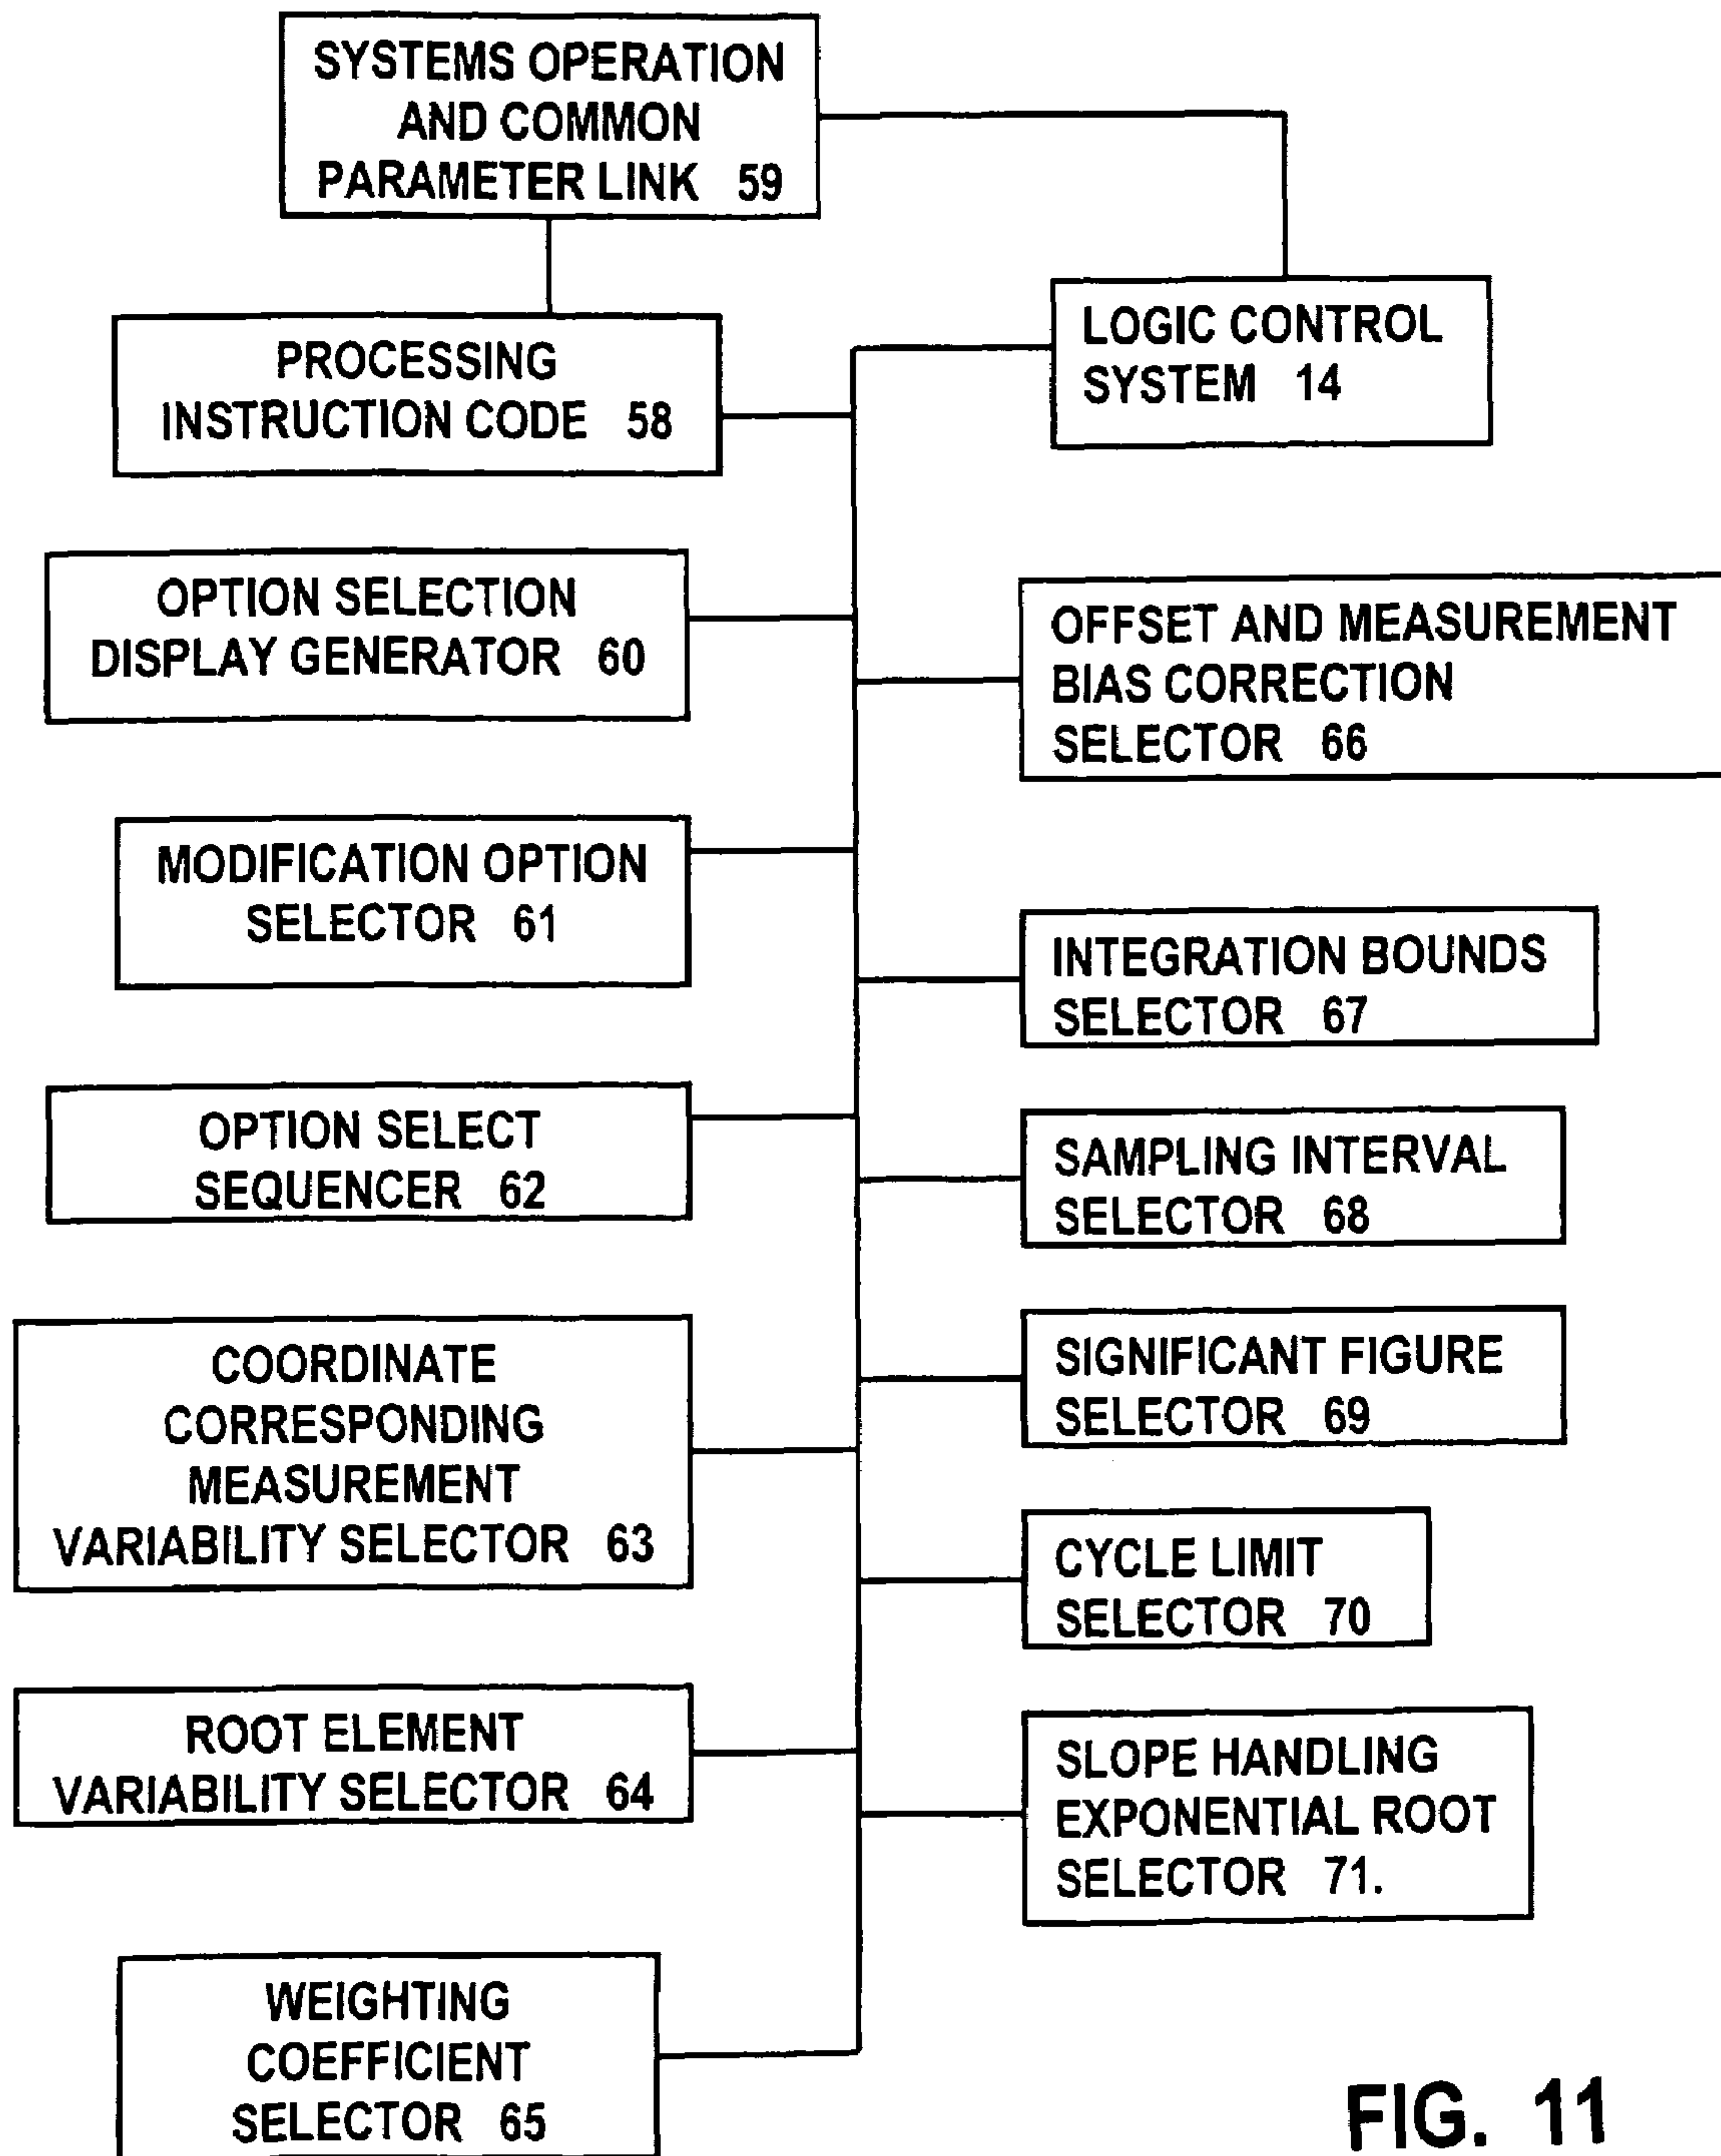 SYSTEMS OPERATION
AND COMMON
PARAMETER LINK 59
PROCESSING
INSTRUCTION CODE 58
LOGIC CONTROL
SYSTEM 14
OPTION SELECTION
DISPLAY GENERATOR 60
OFFSET AND MEASUREMENT
BIAS CORRECTION
SELECTOR 66
MODIFICATION OPTION
SELECTOR 61
INTEGRATION BOUNDS
SELECTOR 67
OPTION SELECT
SEQUENCER 62
SAMPLING INTERVAL
SELECTOR 68
COORDINATE
CORRESPONDING
MEASUREMENT
VARIABILITY SELECTOR 63
SIGNIFICANT FIGURE
SELECTOR 69
CYCLE LIMIT
SELECTOR 70
ROOT ELEMENT
VARIABILITY SELECTOR 64
SLOPE HANDLING
EXPONENTIAL ROOT
SELECTOR 71.
WEIGHTING
COEFFICIENT
SELECTOR 65
FIG. 11